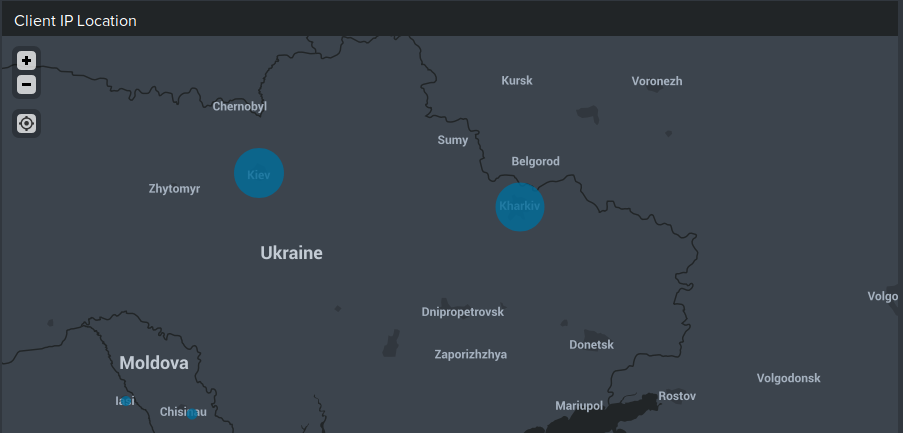 Client IP Location
Kursk
Voronezh
Chernobyl
Sumy
Belgorod
Kiev
Zhytomyr
Kharkiv
Ukraine
Volgo
Dnipropetrovsk
Donetsk
Zaporizhzhya
Moldova
Volgodonsk
Rostov
Iasi
Mariupol
Chisinau